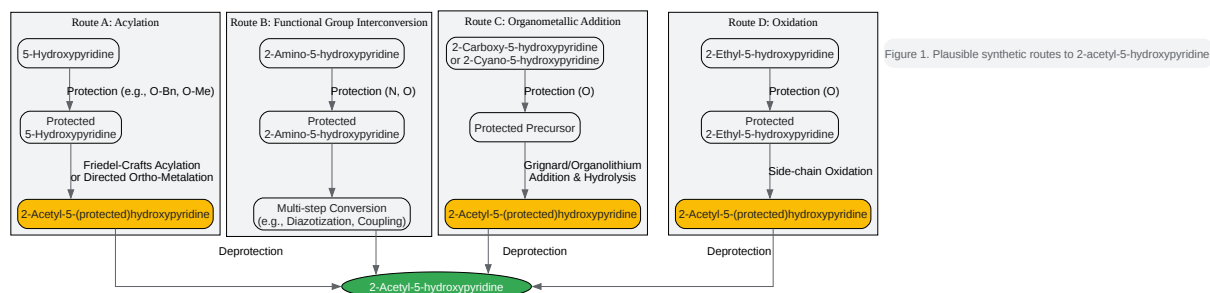 Route A: Acylation
5-Hydroxypyridine
Protection (e.g., O-Bn, O-Me)
Protected
5-Hydroxypyridine
Friedel-Crafts Acylation
or Directed Ortho-Metalation
2-Acetyl-5-(protected)hydroxypyridine
Deprotection
Route B: Functional Group Interconversion
2-Amino-5-hydroxypyridine
Protection (N, O)
Protected
2-Amino-5-hydroxypyridine
Multi-step Conversion
(e.g., Diazotization, Coupling)
Route C: Organometallic Addition
2-Carboxy-5-hydroxypyridine
or 2-Cyano-5-hydroxypyridine
Protection (O)
Protected Precursor
Grignard/Organolithium
Addition & Hydrolysis
2-Acetyl-5-(protected)hydroxypyridine
Deprotection
Route D: Oxidation
2-Ethyl-5-hydroxypyridine
Protection (O)
Protected
2-Ethyl-5-hydroxypyridine
Side-chain Oxidation
2-Acetyl-5-(protected)hydroxypyridine
Deprotection
2-Acetyl-5-hydroxypyridine
Figure 1. Plausible synthetic routes to 2-acetyl-5-hydroxypyridine